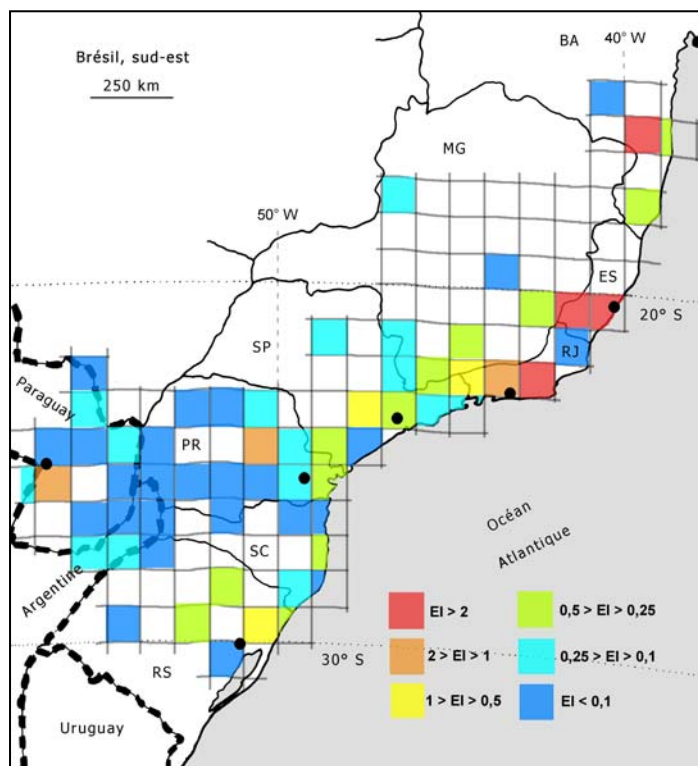 BA
40° W
Brésil, sud-est
250 km
MG
50° W
ES
20° S
SP
RJ
Paraguay
PR
Océan
Atlantique
SC
Argentine
EI > 2
0,5 > EI > 0,25
2 > EI > 1
0,25 > EI > 0,1
30° S
RS
1 > EI > 0,5
EI < 0,1
Uruguay